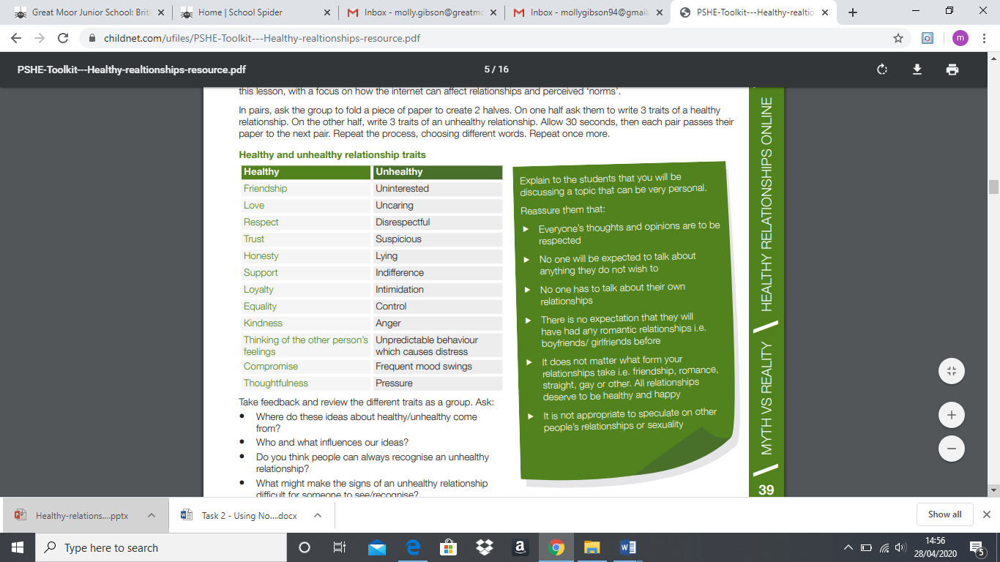 Great Moor Junior School: Briti
Home | School Spider
Inbox - molly.gibson@greatmo
Inbox - mollygibson94@gmail.
PSHE-Toolkit---Healthy-realtio
childnet.com/ufiles/PSHE-Toolkit---Healthy-realtionships-resource.pdf
m
PSHE-Toolkit---Healthy-realtionships-resource.pdf
5 / 16
this lesson, with a focus on how the internet can affect relationships and perceived 'norms'.
In pairs, ask the group to fold a piece of paper to create 2 halves. On one half ask them to write 3 traits of a healthy
relationship. On the other half, write 3 traits of an unhealthy relationship. Allow 30 seconds, then each pair passes their
paper to the next pair. Repeat the process, choosing different words. Repeat once more.
Healthy and unhealthy relationship traits
Healthy Unhealthy
Friendship Uninterested
Love Uncaring
Respect Disrespectful
Trust Suspicious
Honesty Lying
Support Indifference
Loyalty Intimidation
Equality Control
Kindness Anger
Thinking of the other person's Unpredictable behaviour
feelings which causes distress
Compromise Frequent mood swings
Thoughtfulness Pressure
Take feedback and review the different traits as a group. Ask:
• Where do these ideas about healthy/unhealthy come
from?
• Who and what influences our ideas?
• Do you think people can always recognise an unhealthy
relationship?
• What might make the signs of an unhealthy relationship
difficult for someone to see/recognise?
Explain to the students that you will be
discussing a topic that can be very personal.
Reassure them that:
Everyone's thoughts and opinions are to be
respected
No one will be expected to talk about
anything they do not wish to
No one has to talk about their own
relationships
There is no expectation that they will
have had any romantic relationships i.e.
boyfriends/ girlfriends before
It does not matter what form your
relationships take i.e. friendship, romance,
straight, gay or other. All relationships
deserve to be healthy and happy
It is not appropriate to speculate on other
people's relationships or sexuality
MYTH VS REALITY / HEALTHY RELATIONSHIPS ONLINE
39
Healthy-relations....pptx
Task 2 - Using No....docx
Show all
Type here to search
14:56
28/04/2020
5